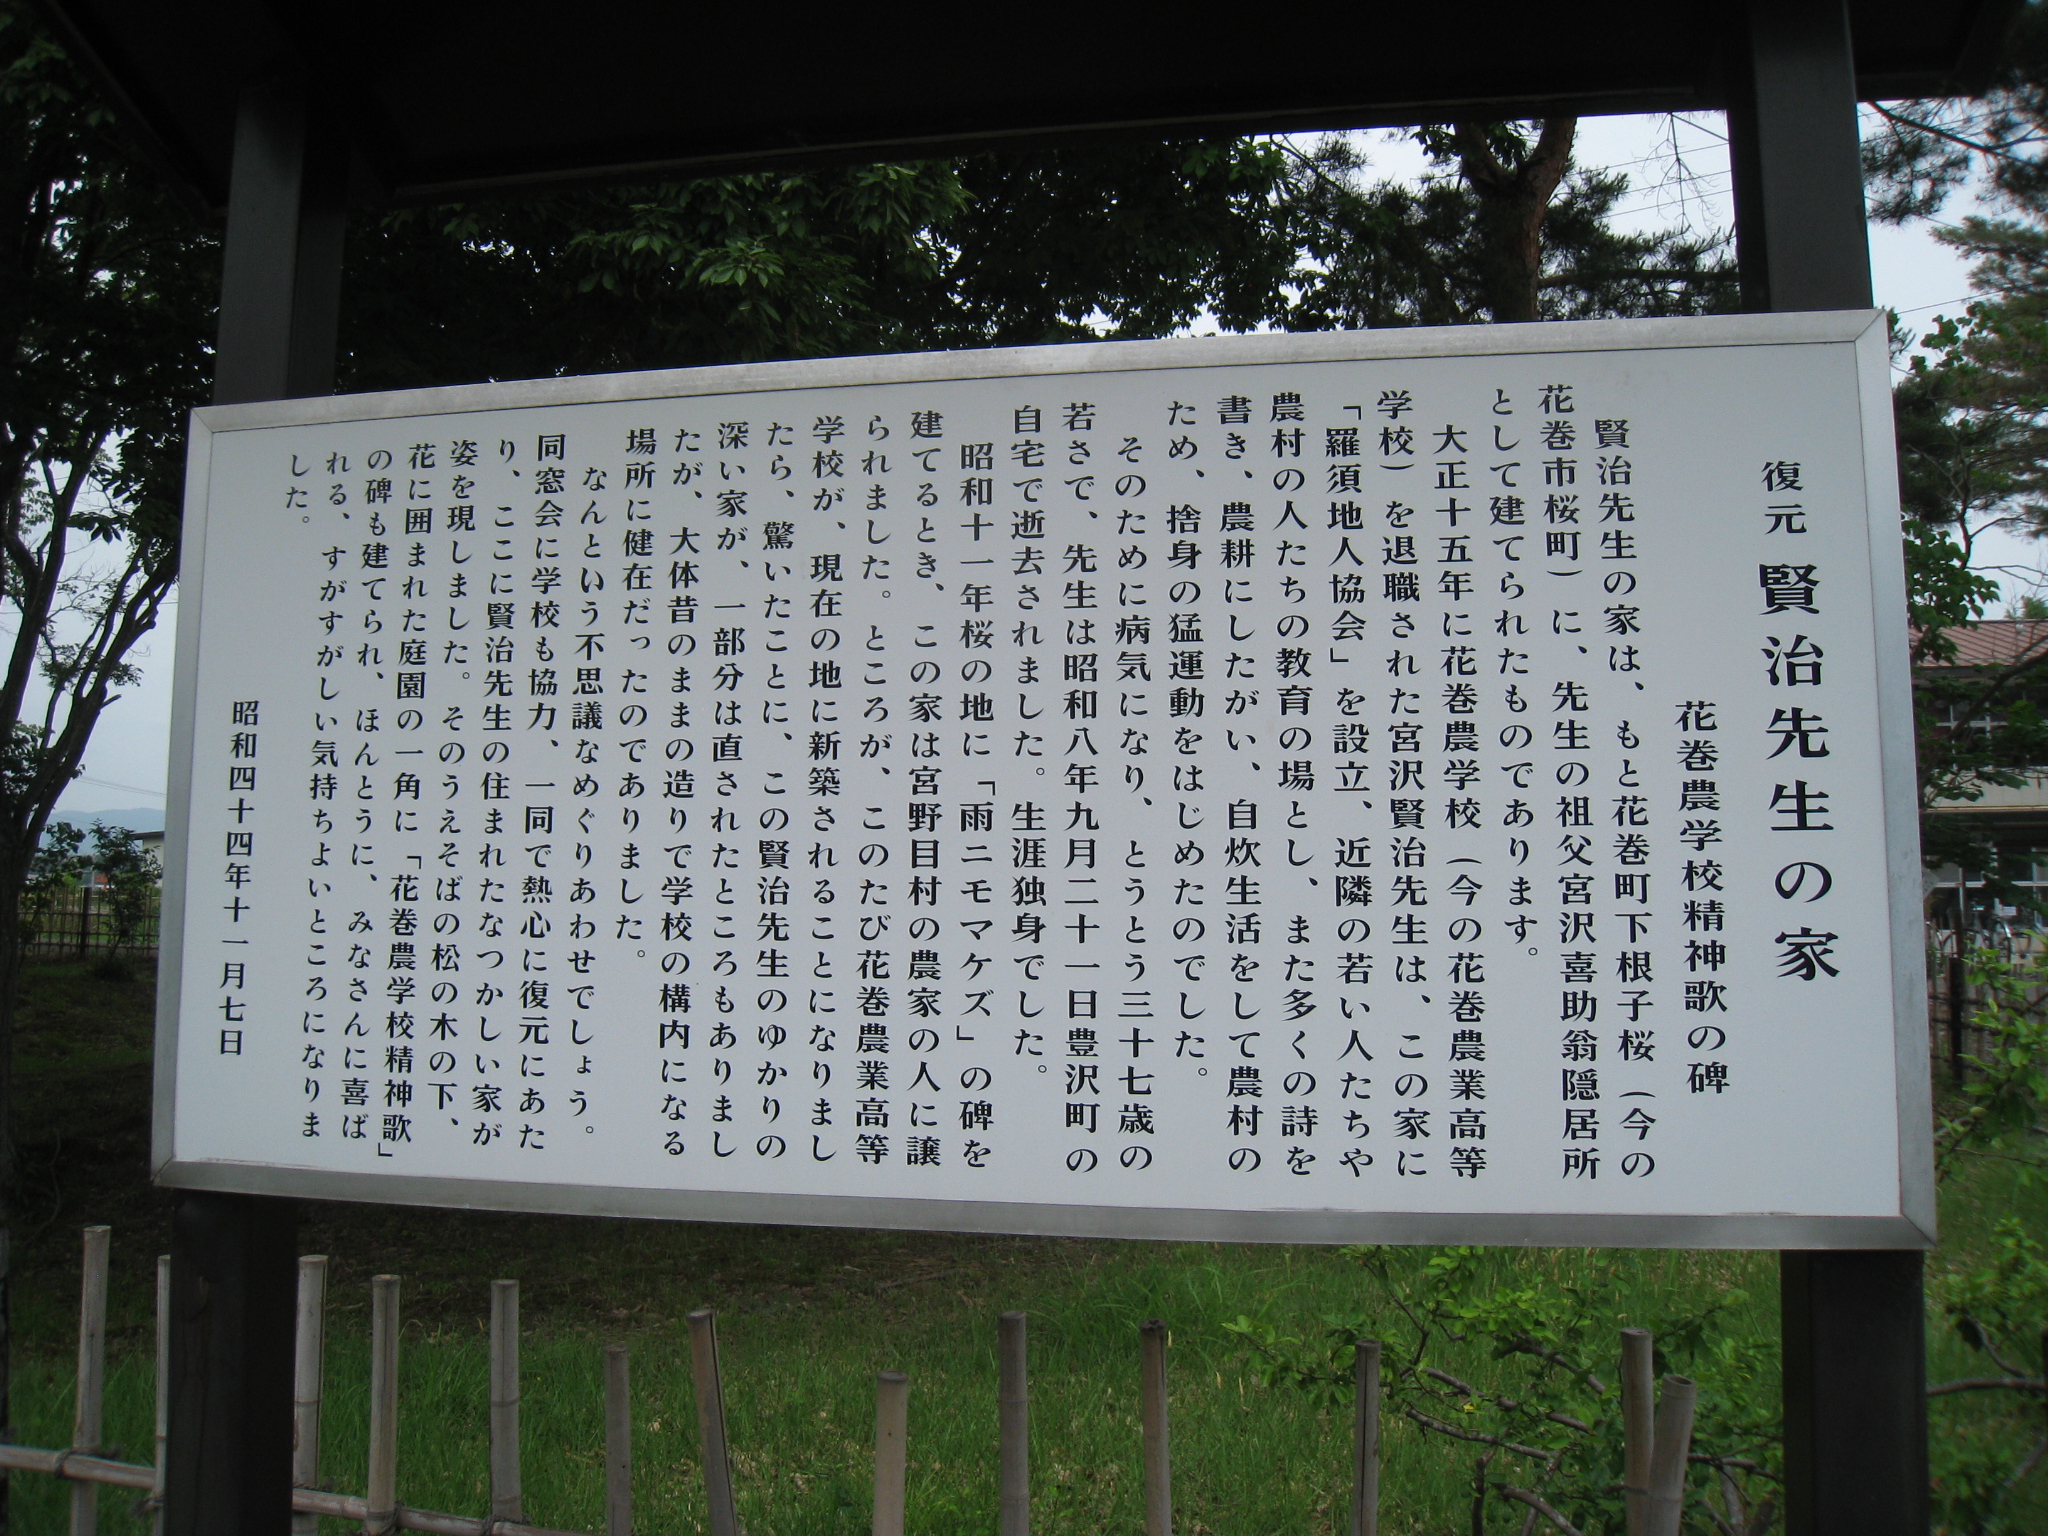 復元 賢治先生の家
花巻農学校精神歌の碑
賢治先生の家は、もと花巻町下根子桜(今の
花巻市桜町)に、先生の祖父宮沢喜助翁隠居所
として建てられたものであります。
大正十五年に花巻農学校(今の花巻農業高等
学校)を退職された宮沢賢治先生は、この家に
「羅須地人協会」を設立、近隣の若い人たちや
農村の人たちの教育の場とし、また多くの詩を
書き、農耕にしたがい、自炊生活をして農村の
ため、捨身の猛運動をはじめたのでした。
そのために病気になり、とうとう三十七歳の
若さで、先生は昭和八年九月二十一日豊沢町の
自宅で逝去されました。生涯独身でした。
昭和十一年桜の地に「雨ニモマケズ」の碑を
建てるとき、この家は宮野目村の農家の人に譲
られました。ところが、このたび花巻農業高等
学校が、現在の地に新築されることになりまし
たら、驚いたことに、この賢治先生のゆかりの
深い家が、一部分は直されたところもありまし
たが、大体昔のままの造りで学校の構内になる
場所に健在だったのでありました。
なんという不思議なめぐりあわせでしょう。
同窓会に学校も協力、一同で熱心に復元にあた
り、ここに賢治先生の住まれたなつかしい家が
姿を現しました。そのうえそばの松の木の下、
花に囲まれた庭園の一角に「花巻農学校精神歌」
の碑も建てられ、ほんとうに、みなさんに喜ば
れる、すがすがしい気持ちよいところになりま
した。
昭和四十四年十一月七日